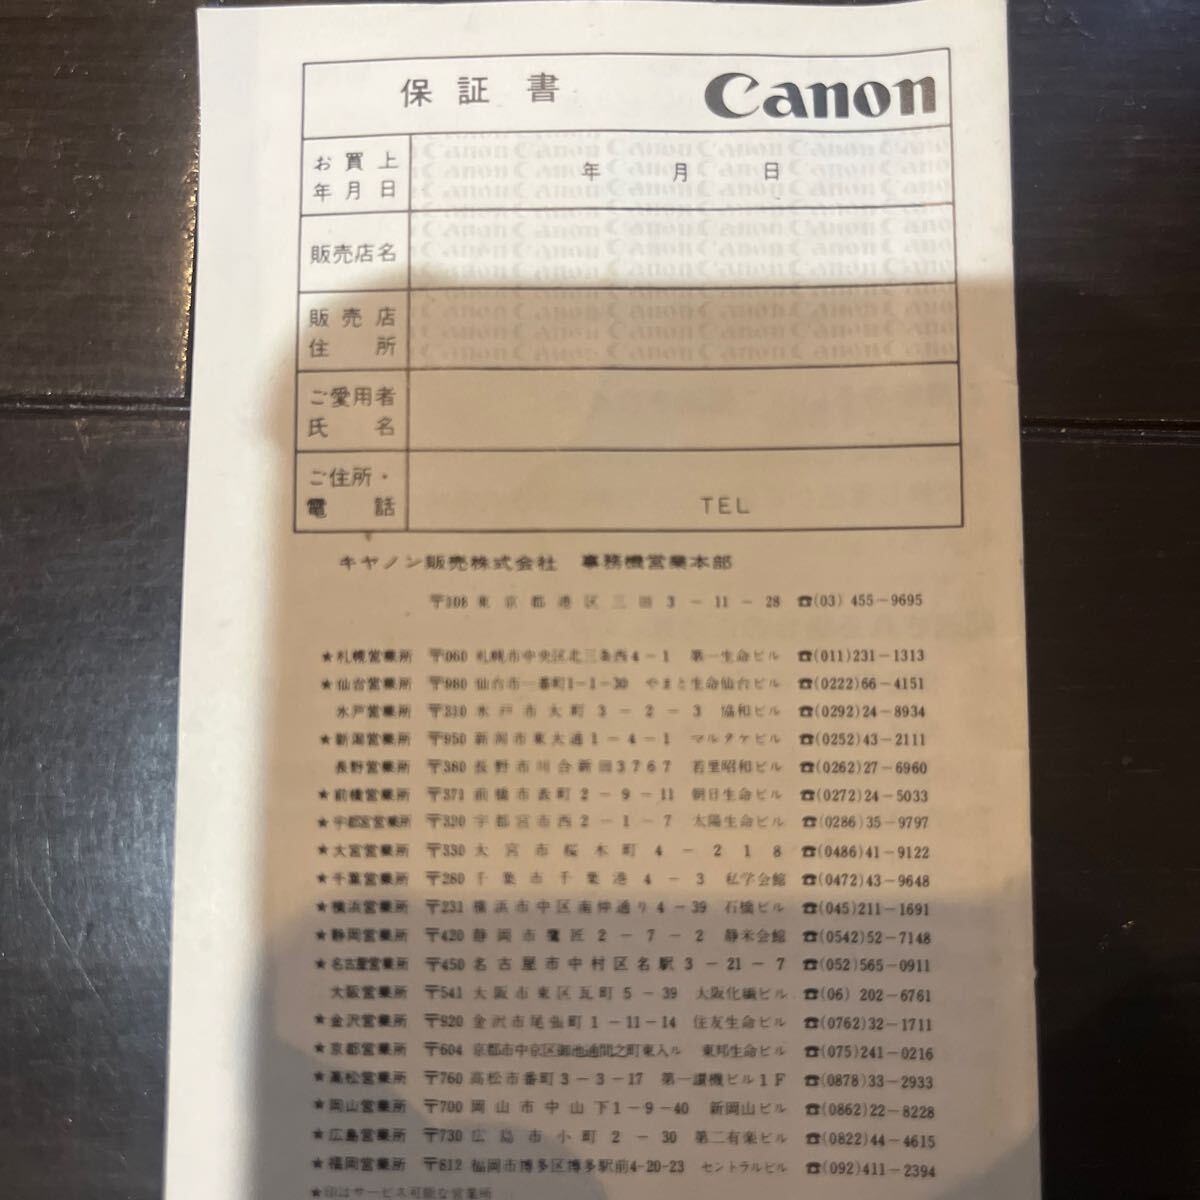 保証書 Canon
お買上年月日 年 月 日
販売店名
販売店住所
ご愛用者氏名
ご住所・電話 TEL
キヤノン販売株式会社 事務機営業本部
〒108 東京都港区三田3-11-28 ☎(03) 455-9695
★札幌営業所 〒060 札幌市中央区北三条西4-1 第一生命ビル ☎(011)231-1313
★仙台営業所 〒980 仙台市一番町1-1-30 やまと生命仙台ビル ☎(0222)66-4151
水戸営業所 〒310 水戸市大町3-2-3 協和ビル ☎(0292)24-8934
★新潟営業所 〒950 新潟市東大通1-4-1 マルタケビル ☎(0252)43-2111
長野営業所 〒380 長野市川合新田3767 若里昭和ビル ☎(0262)27-6960
★前橋営業所 〒371 前橋市表町2-9-11 朝日生命ビル ☎(0272)24-5033
★宇都宮営業所 〒320 宇都宮市西2-1-7 太陽生命ビル ☎(0286)35-9797
★大宮営業所 〒330 大宮市桜木町4-218 ☎(0486)41-9122
★千葉営業所 〒280 千葉市千葉港4-3 私学会館 ☎(0472)43-9648
★横浜営業所 〒231 横浜市中区南仲通り4-39 石橋ビル ☎(045)211-1691
★静岡営業所 〒420 静岡市鷹匠2-7-2 静米会館 ☎(0542)52-7148
★名古屋営業所 〒450 名古屋市中村区名駅3-21-7 ☎(052)565-0911
大阪営業所 〒541 大阪市東区瓦町5-39 大阪化繊ビル ☎(06) 202-6761
★金沢営業所 〒920 金沢市尾張町1-11-14 住友生命ビル ☎(0762)32-1711
★京都営業所 〒604 京都市中京区御池通間之町東入ル 東邦生命ビル ☎(075)241-0216
★高松営業所 〒760 高松市番町3-3-17 第一讃機ビル1F ☎(0878)33-2933
★岡山営業所 〒700 岡山市中山下1-9-40 新岡山ビル ☎(0862)22-8228
★広島営業所 〒730 広島市小町2-30 第二有楽ビル ☎(0822)44-4615
★福岡営業所 〒812 福岡市博多区博多駅前4-20-23 セントラルビル ☎(092)411-2394
★印はサービス可能な営業所